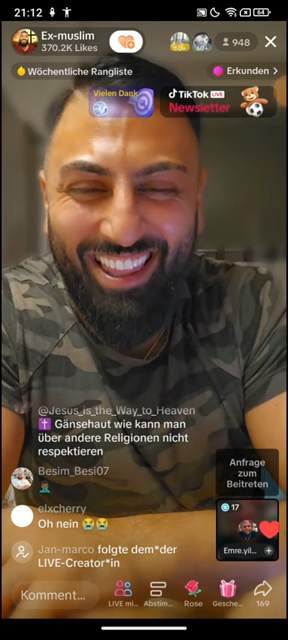 21:12
64
Ex-muslim
370.2K Likes
948
Wöchentliche Rangliste
Erkunden >
Vielen Dank
TikTok LIVE
Newsletter
@Jesus_is_the_Way_to_Heaven
Gänsehaut wie kann man
über andere Religionen nicht
respektieren
Besim_Besi07
elxcherry
Oh nein 😭😭
Jan-marco folgte dem*der
LIVE-Creator*in
Anfrage
zum
Beitreten
17
Emre.yil...
Komment...
LIVE mi...
Abstim...
Rose
Gesche...
169